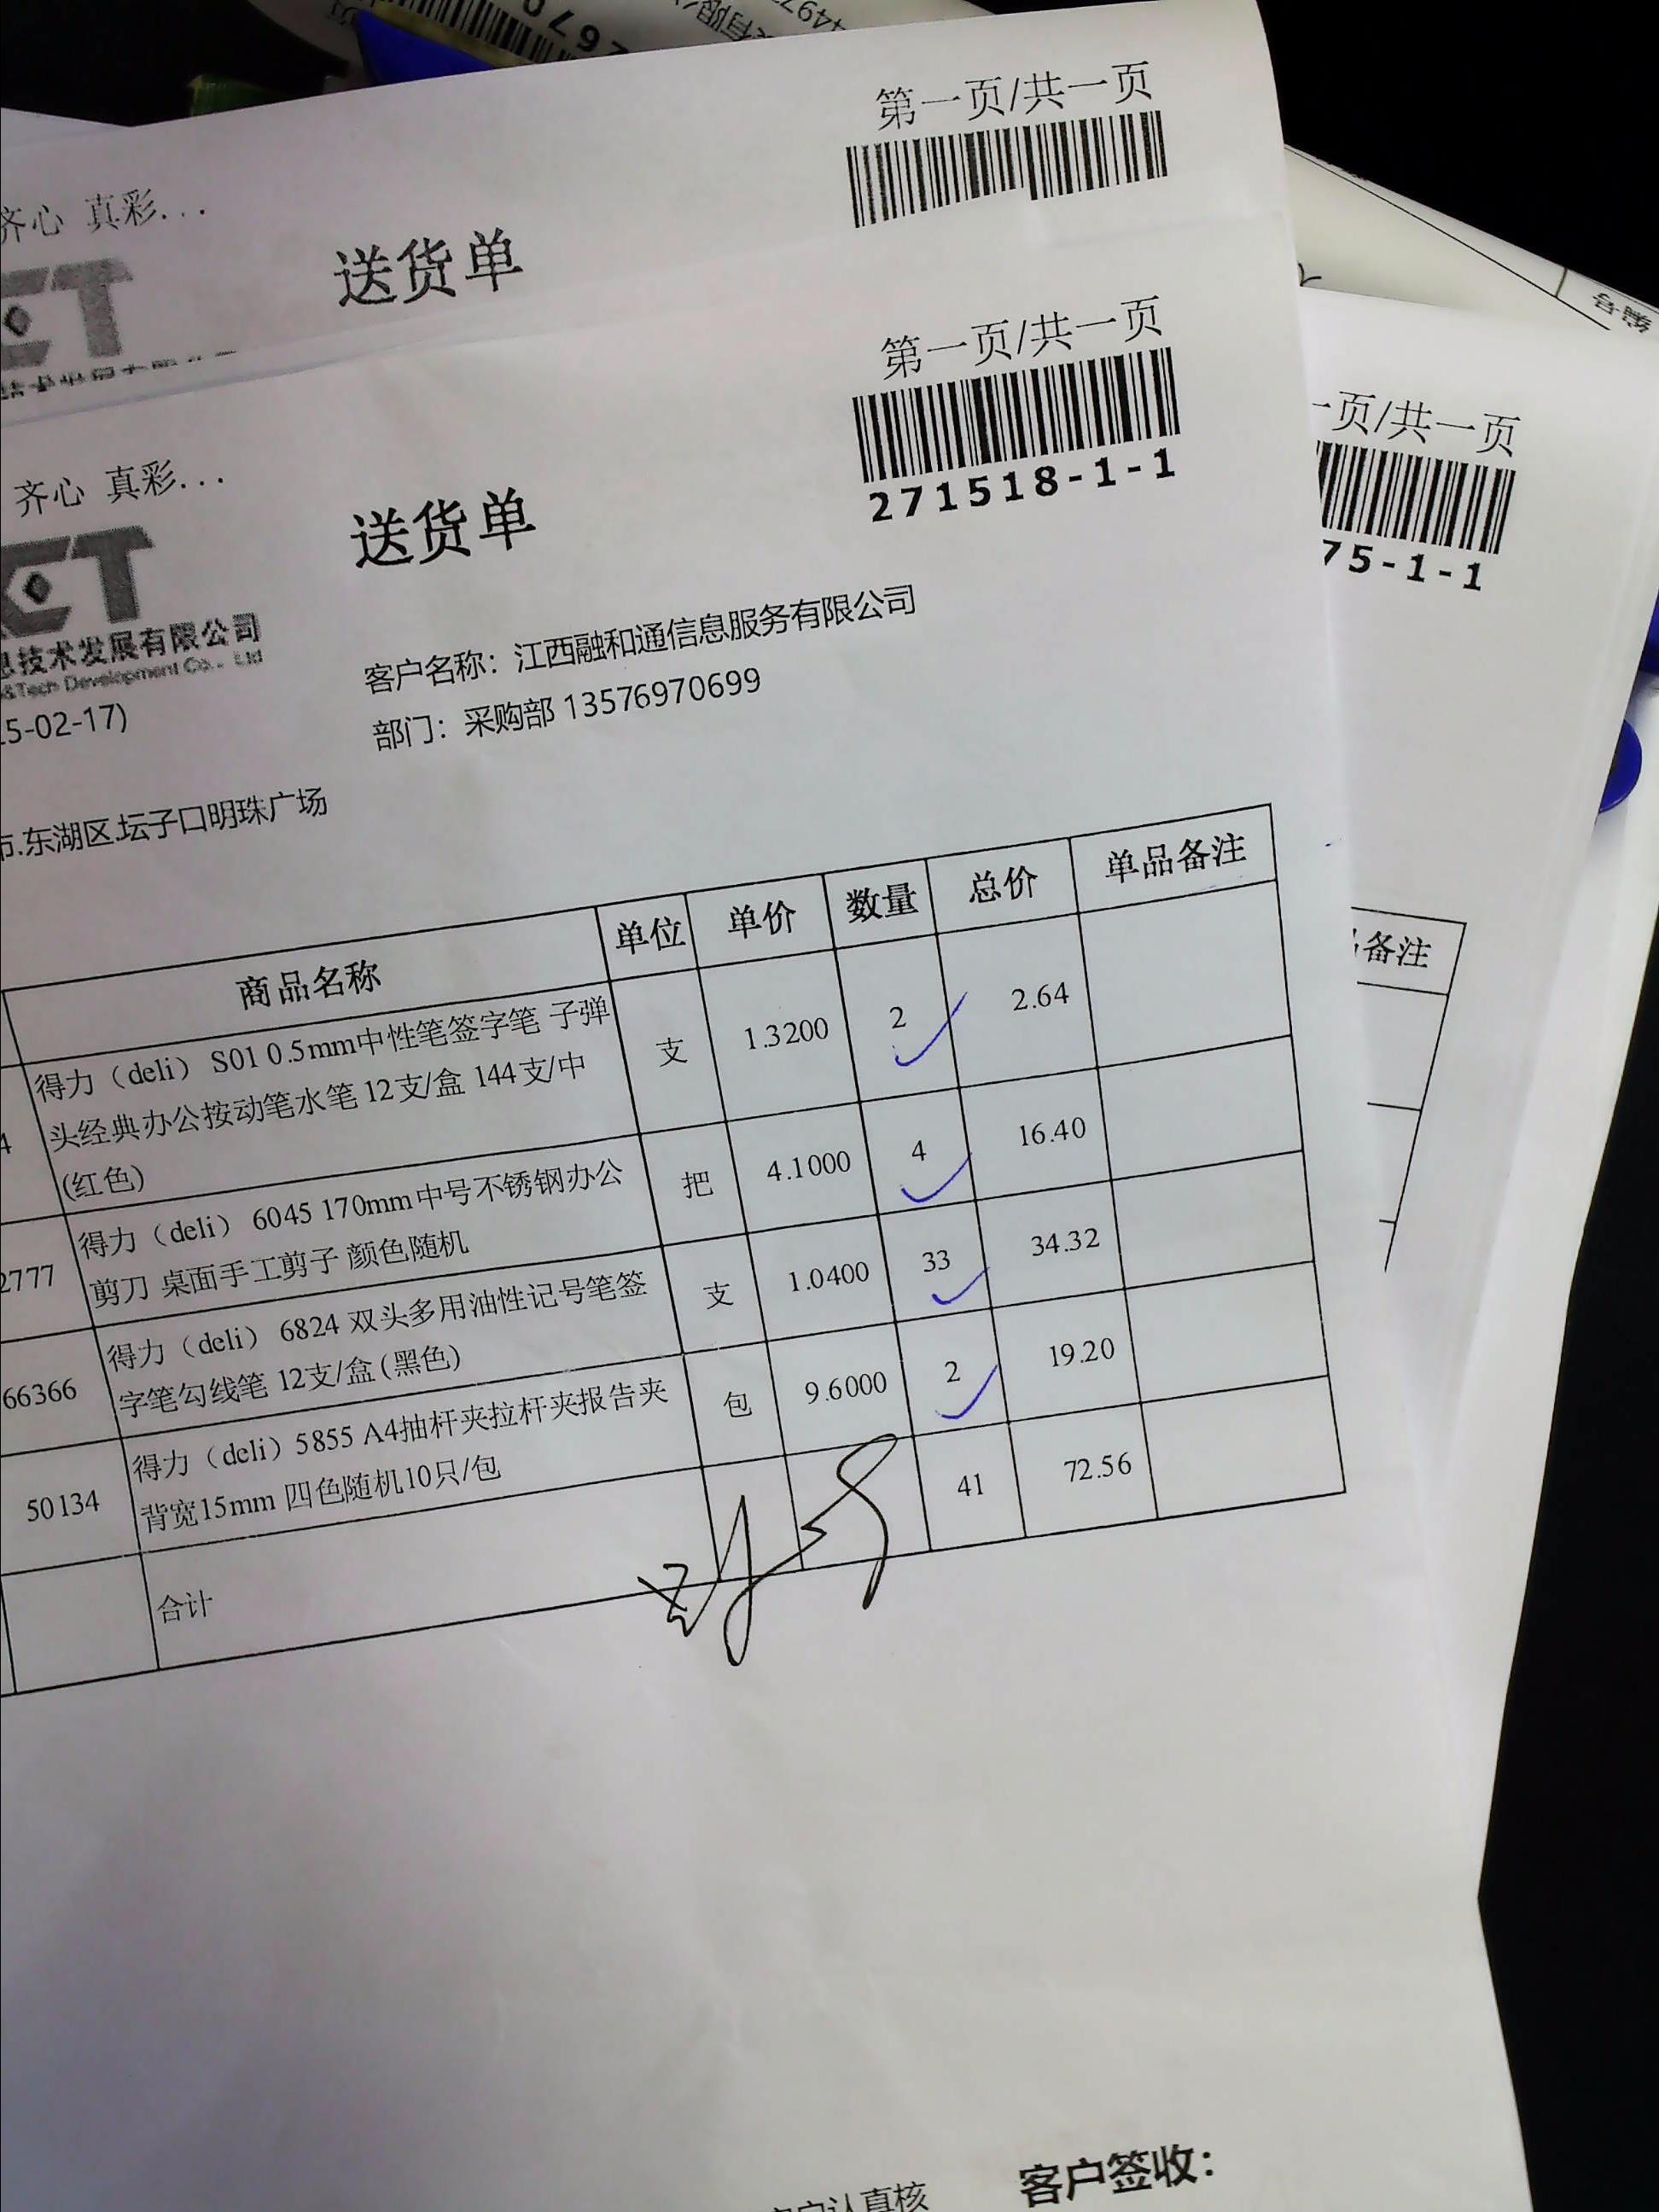 第一页/共一页
齐心 真彩...
送货单
第一页/共一页
271518-1-1
齐心 真彩...
送货单
技术发展有限公司
&Tech Development Co., Ltd
5-02-17)
客户名称：江西融和通信息服务有限公司
部门：采购部 13576970699
市.东湖区.坛子口明珠广场
商品名称 单位 单价 数量 总价 单品备注
得力（deli） S01 0.5mm中性笔签字笔 子弹
头经典办公按动笔水笔 12支/盒 144支/中
(红色)
支 1.3200 2 2.64
4
得力（deli） 6045 170mm中号不锈钢办公
剪刀 桌面手工剪子 颜色随机
把 4.1000 4 16.40
2777
得力（deli） 6824 双头多用油性记号笔签
字笔勾线笔 12支/盒(黑色)
支 1.0400 33 34.32
66366
得力（deli）5855 A4抽杆夹拉杆夹报告夹
背宽15mm 四色随机10只/包
包 9.6000 2 19.20
50134
合计 41 72.56
认真核
客户签收：
一页/共一页
75-1-1
备注
编号